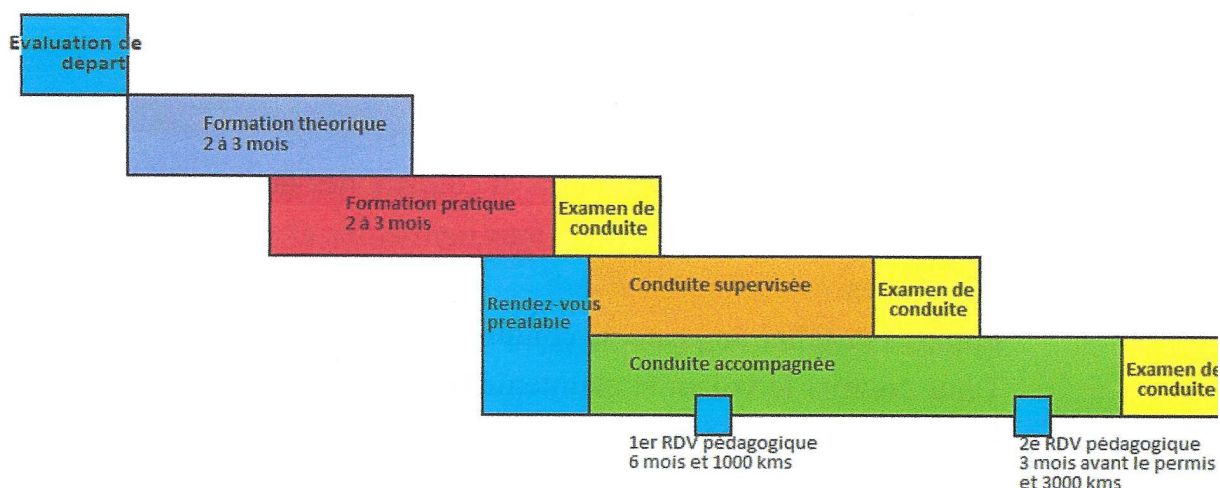 Evaluation de
depart
Formation théorique
2 à 3 mois
Formation pratique
2 à 3 mois
Examen de
conduite
Rendez-vous
prealable
Conduite supervisée
Examen de
conduite
Conduite accompagnée
Examen de
conduite
1er RDV pédagogique
6 mois et 1000 kms
2e RDV pédagogique
3 mois avant le permis
et 3000 kms